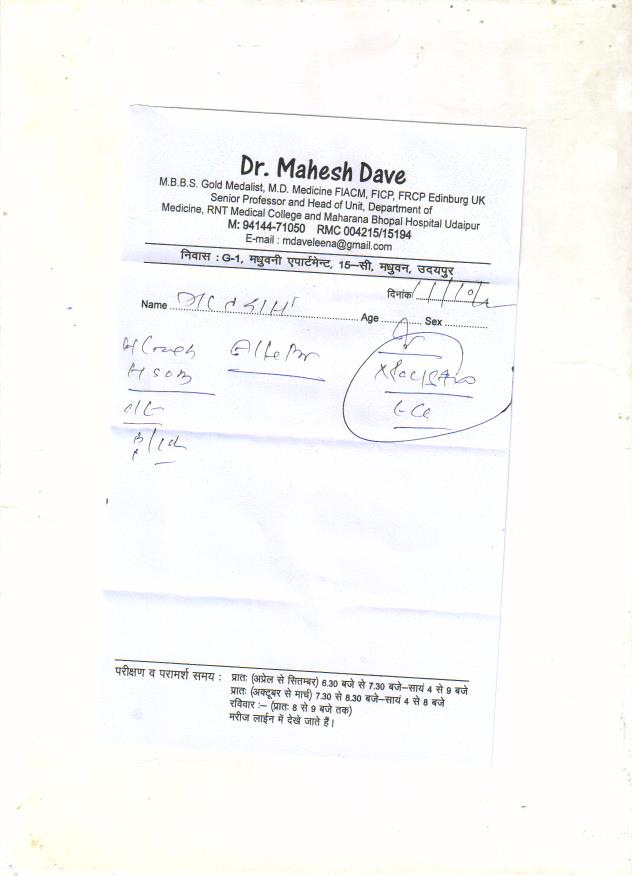 Dr. Mahesh Dave
M.B.B.S. Gold Medalist, M.D. Medicine FIACM, FICP, FRCP Edinburg UK
Senior Professor and Head of Unit, Department of
Medicine, RNT Medical College and Maharana Bhopal Hospital Udaipur
M: 94144-71050 RMC 004215/15194
E-mail : mdaveleena@gmail.com
निवास : G-1, मधुवनी एपार्टमेन्ट, 15–सी, मधुवन, उदयपुर
दिनांक
Name Age Sex
H Cough
H SOB
परीक्षण व परामर्श समय : प्रातः (अप्रेल से सितम्बर) 6.30 बजे से 7.30 बजे–सायं 4 से 9 बजे
प्रातः (अक्टूबर से मार्च) 7.30 से 8.30 बजे–सायं 4 से 8 बजे
रविवार :– (प्रातः 8 से 9 बजे तक)
मरीज लाईन में देखे जाते हैं।